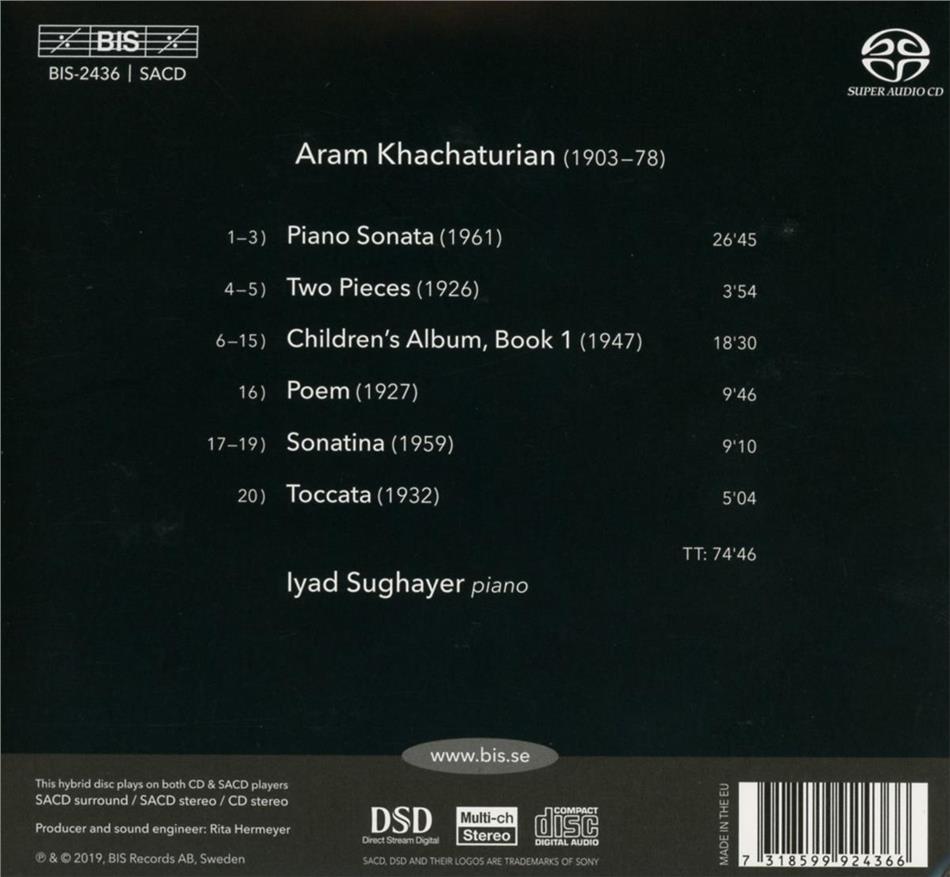 BIS
BIS-2436 | SACD
SUPER AUDIO CD
Aram Khachaturian (1903–78)
1–3) Piano Sonata (1961) 26'45
4–5) Two Pieces (1926) 3'54
6–15) Children's Album, Book 1 (1947) 18'30
16) Poem (1927) 9'46
17–19) Sonatina (1959) 9'10
20) Toccata (1932) 5'04
TT: 74'46
Iyad Sughayer piano
www.bis.se
This hybrid disc plays on both CD & SACD players
SACD surround / SACD stereo / CD stereo
Producer and sound engineer: Rita Hermeyer
℗ & © 2019, BIS Records AB, Sweden
DSD
Direct Stream Digital
Multi-ch
Stereo
COMPACT
disc
DIGITAL AUDIO
SACD, DSD AND THEIR LOGOS ARE TRADEMARKS OF SONY
MADE IN THE EU
7 318599 924366